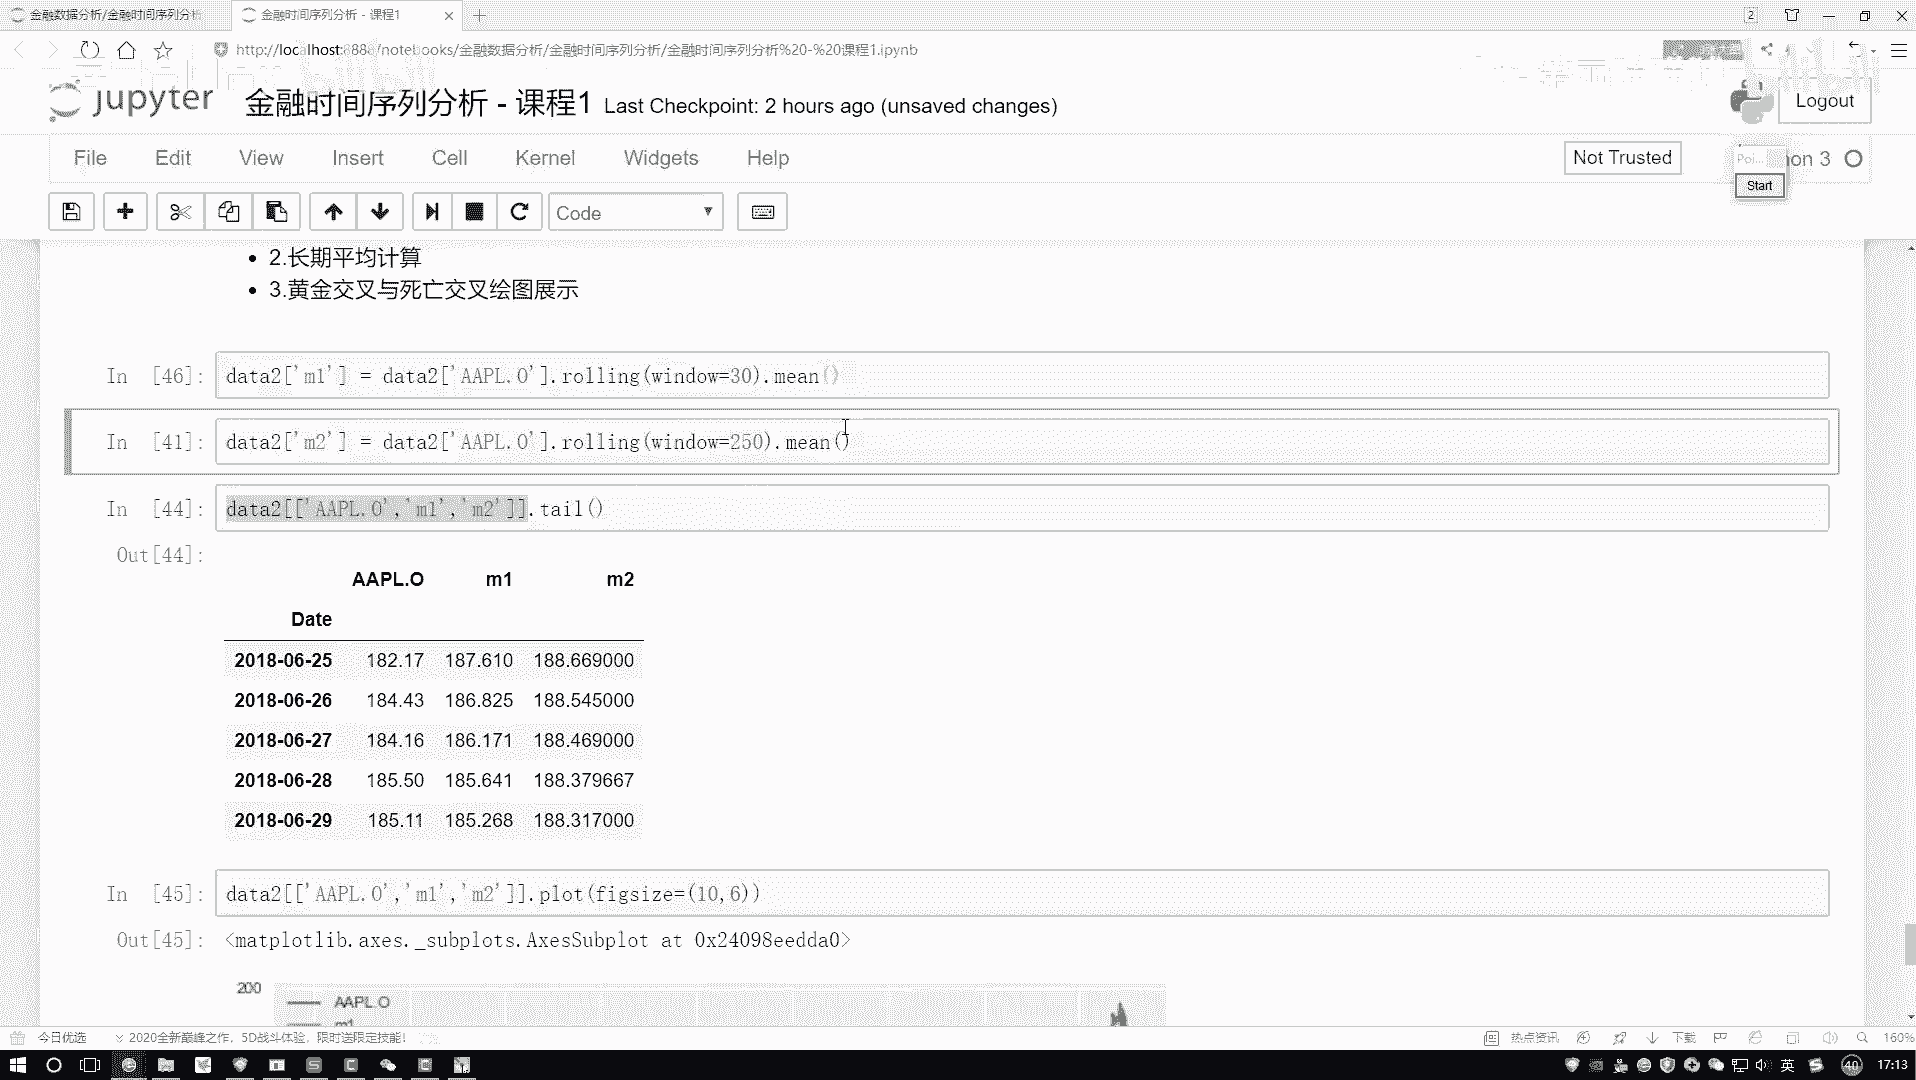 金融数据分析/金融时间序列分析
金融时间序列分析 - 课程1
2
http://localhost:8888/notebooks/金融数据分析/金融时间序列分析/金融时间序列分析%20-%20课程1.ipynb
jupyter
金融时间序列分析 - 课程1 Last Checkpoint: 2 hours ago (unsaved changes)
Logout
File Edit View Insert Cell Kernel Widgets Help
Not Trusted
Poi...
on 3
Start
Code
2.长期平均计算
3.黄金交叉与死亡交叉绘图展示
In [46]: data2['m1'] = data2['AAPL.O'].rolling(window=30).mean()
In [41]: data2['m2'] = data2['AAPL.O'].rolling(window=250).mean()
In [44]: data2[['AAPL.O','m1','m2']].tail()
Out[44]:
AAPL.O m1 m2
Date
2018-06-25 182.17 187.610 188.669000
2018-06-26 184.43 186.825 188.545000
2018-06-27 184.16 186.171 188.469000
2018-06-28 185.50 185.641 188.379667
2018-06-29 185.11 185.268 188.317000
In [45]: data2[['AAPL.O','m1','m2']].plot(figsize=(10,6))
Out[45]: <matplotlib.axes._subplots.AxesSubplot at 0x24098eedda0>
200
AAPL.O
m1
今日优选
2020全新巅峰之作，5D战斗体验，限时送限定技能！
热点资讯
下载
160%
英
40
17:13